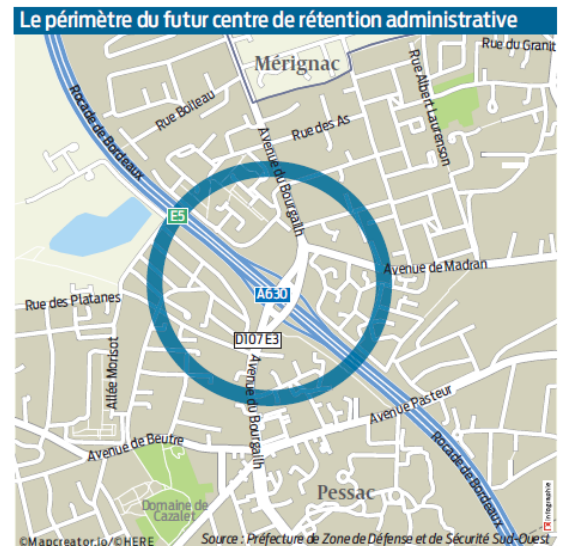 Le périmètre du futur centre de rétention administrative
Rue du Granit
Mérignac
Rocade de Bordeaux
Rue Boileau
Rue Albert Laurenson
Rue des As
Avenue du Bourgailh
E5
Avenue de Madran
A630
Rue des Platanes
D107E3
Allée Morisot
Avenue du Bourgailh
Avenue Pasteur
Avenue de Beutre
Rocade de Bordeaux
Pessac
Domaine de
Cazalet
Infographie
©Mapcreator.io/©HERE
Source : Préfecture de Zone de Défense et de Sécurité Sud-Ouest